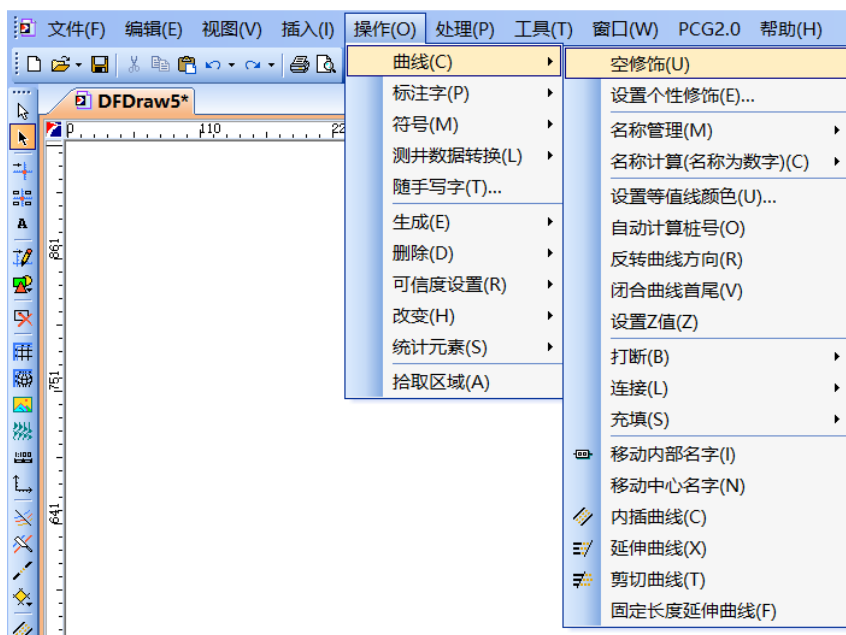 文件(F) 编辑(E) 视图(V) 插入(I) 操作(O) 处理(P) 工具(T) 窗口(W) PCG2.0 帮助(H)
DFDraw5*
0 110 22
861
751
641
曲线(C)
标注字(P)
符号(M)
测井数据转换(L)
随手写字(T)...
生成(E)
删除(D)
可信度设置(R)
改变(H)
统计元素(S)
拾取区域(A)
空修饰(U)
设置个性修饰(E)...
名称管理(M)
名称计算(名称为数字)(C)
设置等值线颜色(U)...
自动计算桩号(O)
反转曲线方向(R)
闭合曲线首尾(V)
设置Z值(Z)
打断(B)
连接(L)
充填(S)
移动内部名字(I)
移动中心名字(N)
内插曲线(C)
延伸曲线(X)
剪切曲线(T)
固定长度延伸曲线(F)
A